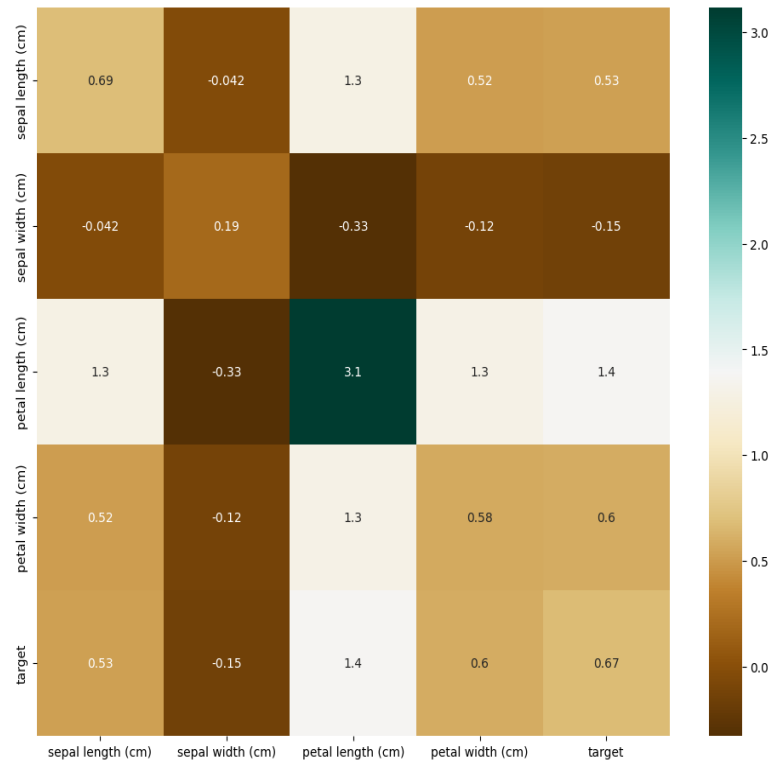 sepal length (cm) 0.69 -0.042 1.3 0.52 0.53
sepal width (cm) -0.042 0.19 -0.33 -0.12 -0.15
petal length (cm) 1.3 -0.33 3.1 1.3 1.4
petal width (cm) 0.52 -0.12 1.3 0.58 0.6
target 0.53 -0.15 1.4 0.6 0.67
sepal length (cm) sepal width (cm) petal length (cm) petal width (cm) target
3.0
2.5
2.0
1.5
1.0
0.5
0.0